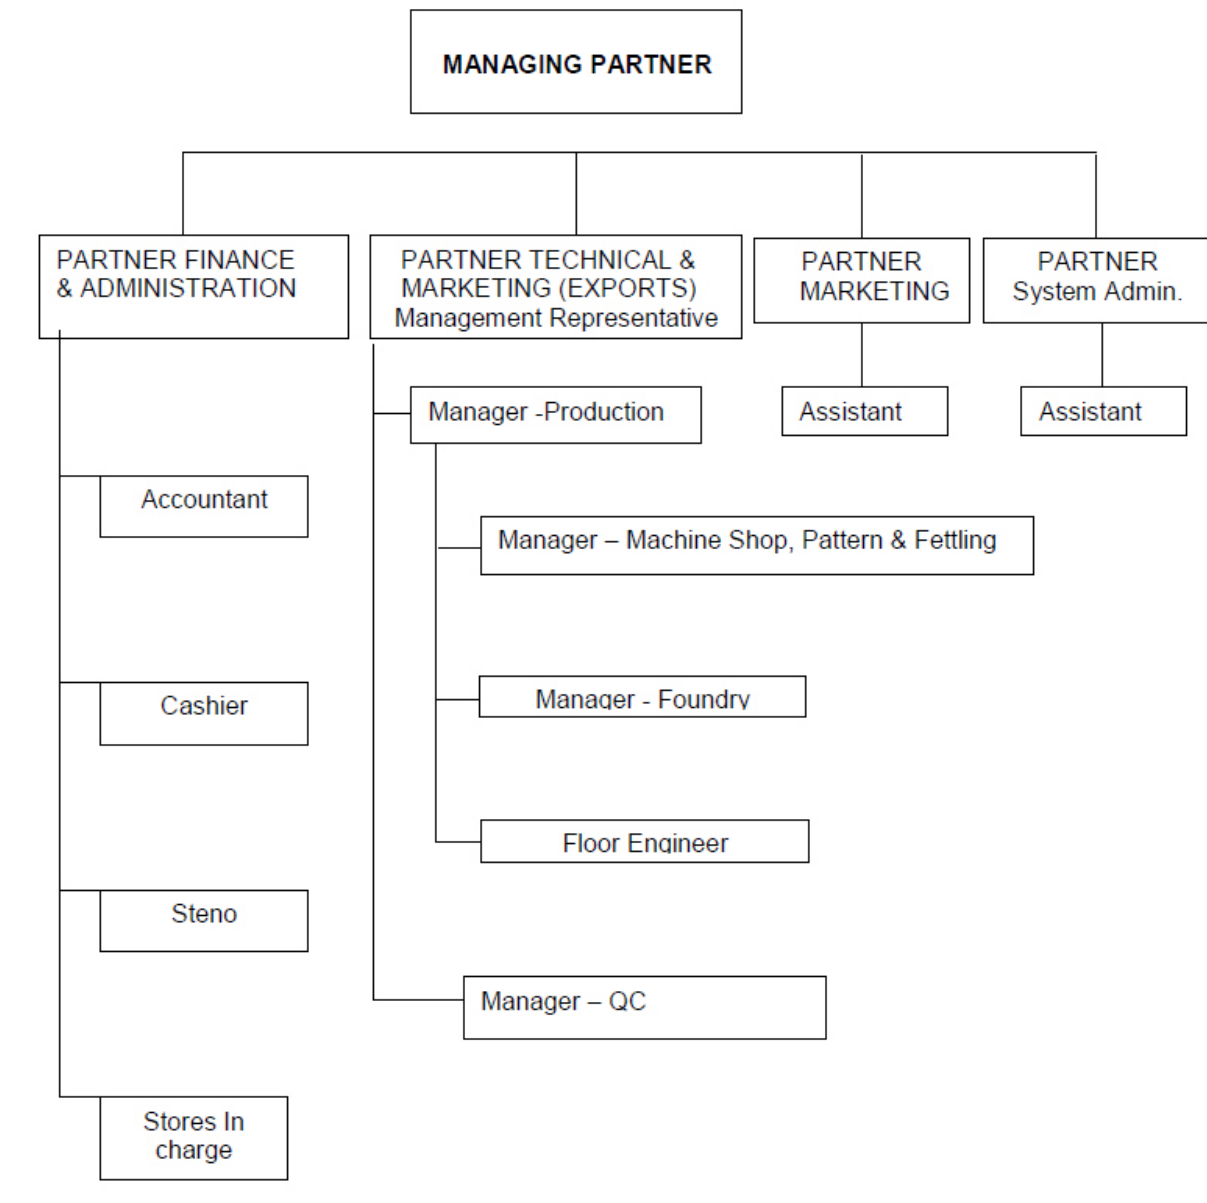 MANAGING PARTNER
PARTNER FINANCE
& ADMINISTRATION
PARTNER TECHNICAL &
MARKETING (EXPORTS)
Management Representative
PARTNER
MARKETING
PARTNER
System Admin.
Manager -Production
Assistant
Assistant
Accountant
Manager – Machine Shop, Pattern & Fettling
Cashier
Manager - Foundry
Floor Engineer
Steno
Manager – QC
Stores In
charge